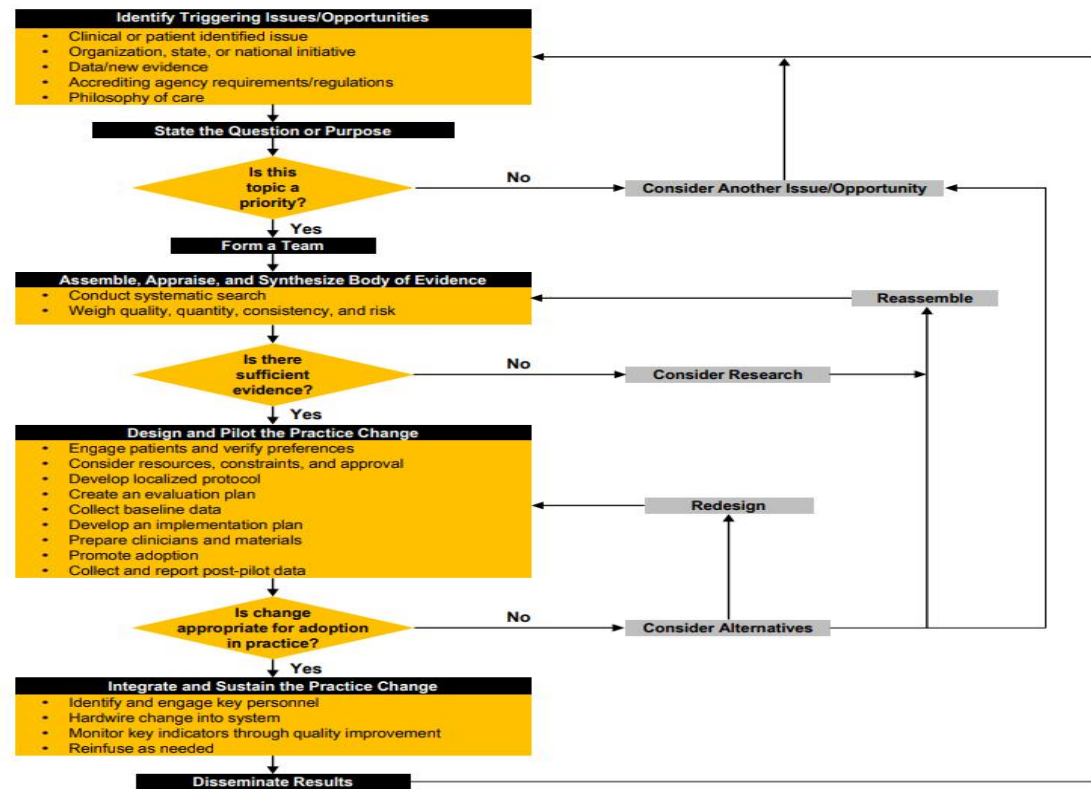 Identify Triggering Issues/Opportunities
• Clinical or patient identified issue
• Organization, state, or national initiative
• Data/new evidence
• Accrediting agency requirements/regulations
• Philosophy of care
State the Question or Purpose
Is this
topic a
priority?
No
Consider Another Issue/Opportunity
Yes
Form a Team
Assemble, Appraise, and Synthesize Body of Evidence
• Conduct systematic search
• Weigh quality, quantity, consistency, and risk
Reassemble
Is there
sufficient
evidence?
No
Consider Research
Yes
Design and Pilot the Practice Change
• Engage patients and verify preferences
• Consider resources, constraints, and approval
• Develop localized protocol
• Create an evaluation plan
• Collect baseline data
• Develop an implementation plan
• Prepare clinicians and materials
• Promote adoption
• Collect and report post-pilot data
Redesign
Is change
appropriate for adoption
in practice?
No
Consider Alternatives
Yes
Integrate and Sustain the Practice Change
• Identify and engage key personnel
• Hardwire change into system
• Monitor key indicators through quality improvement
• Reinfuse as needed
Disseminate Results